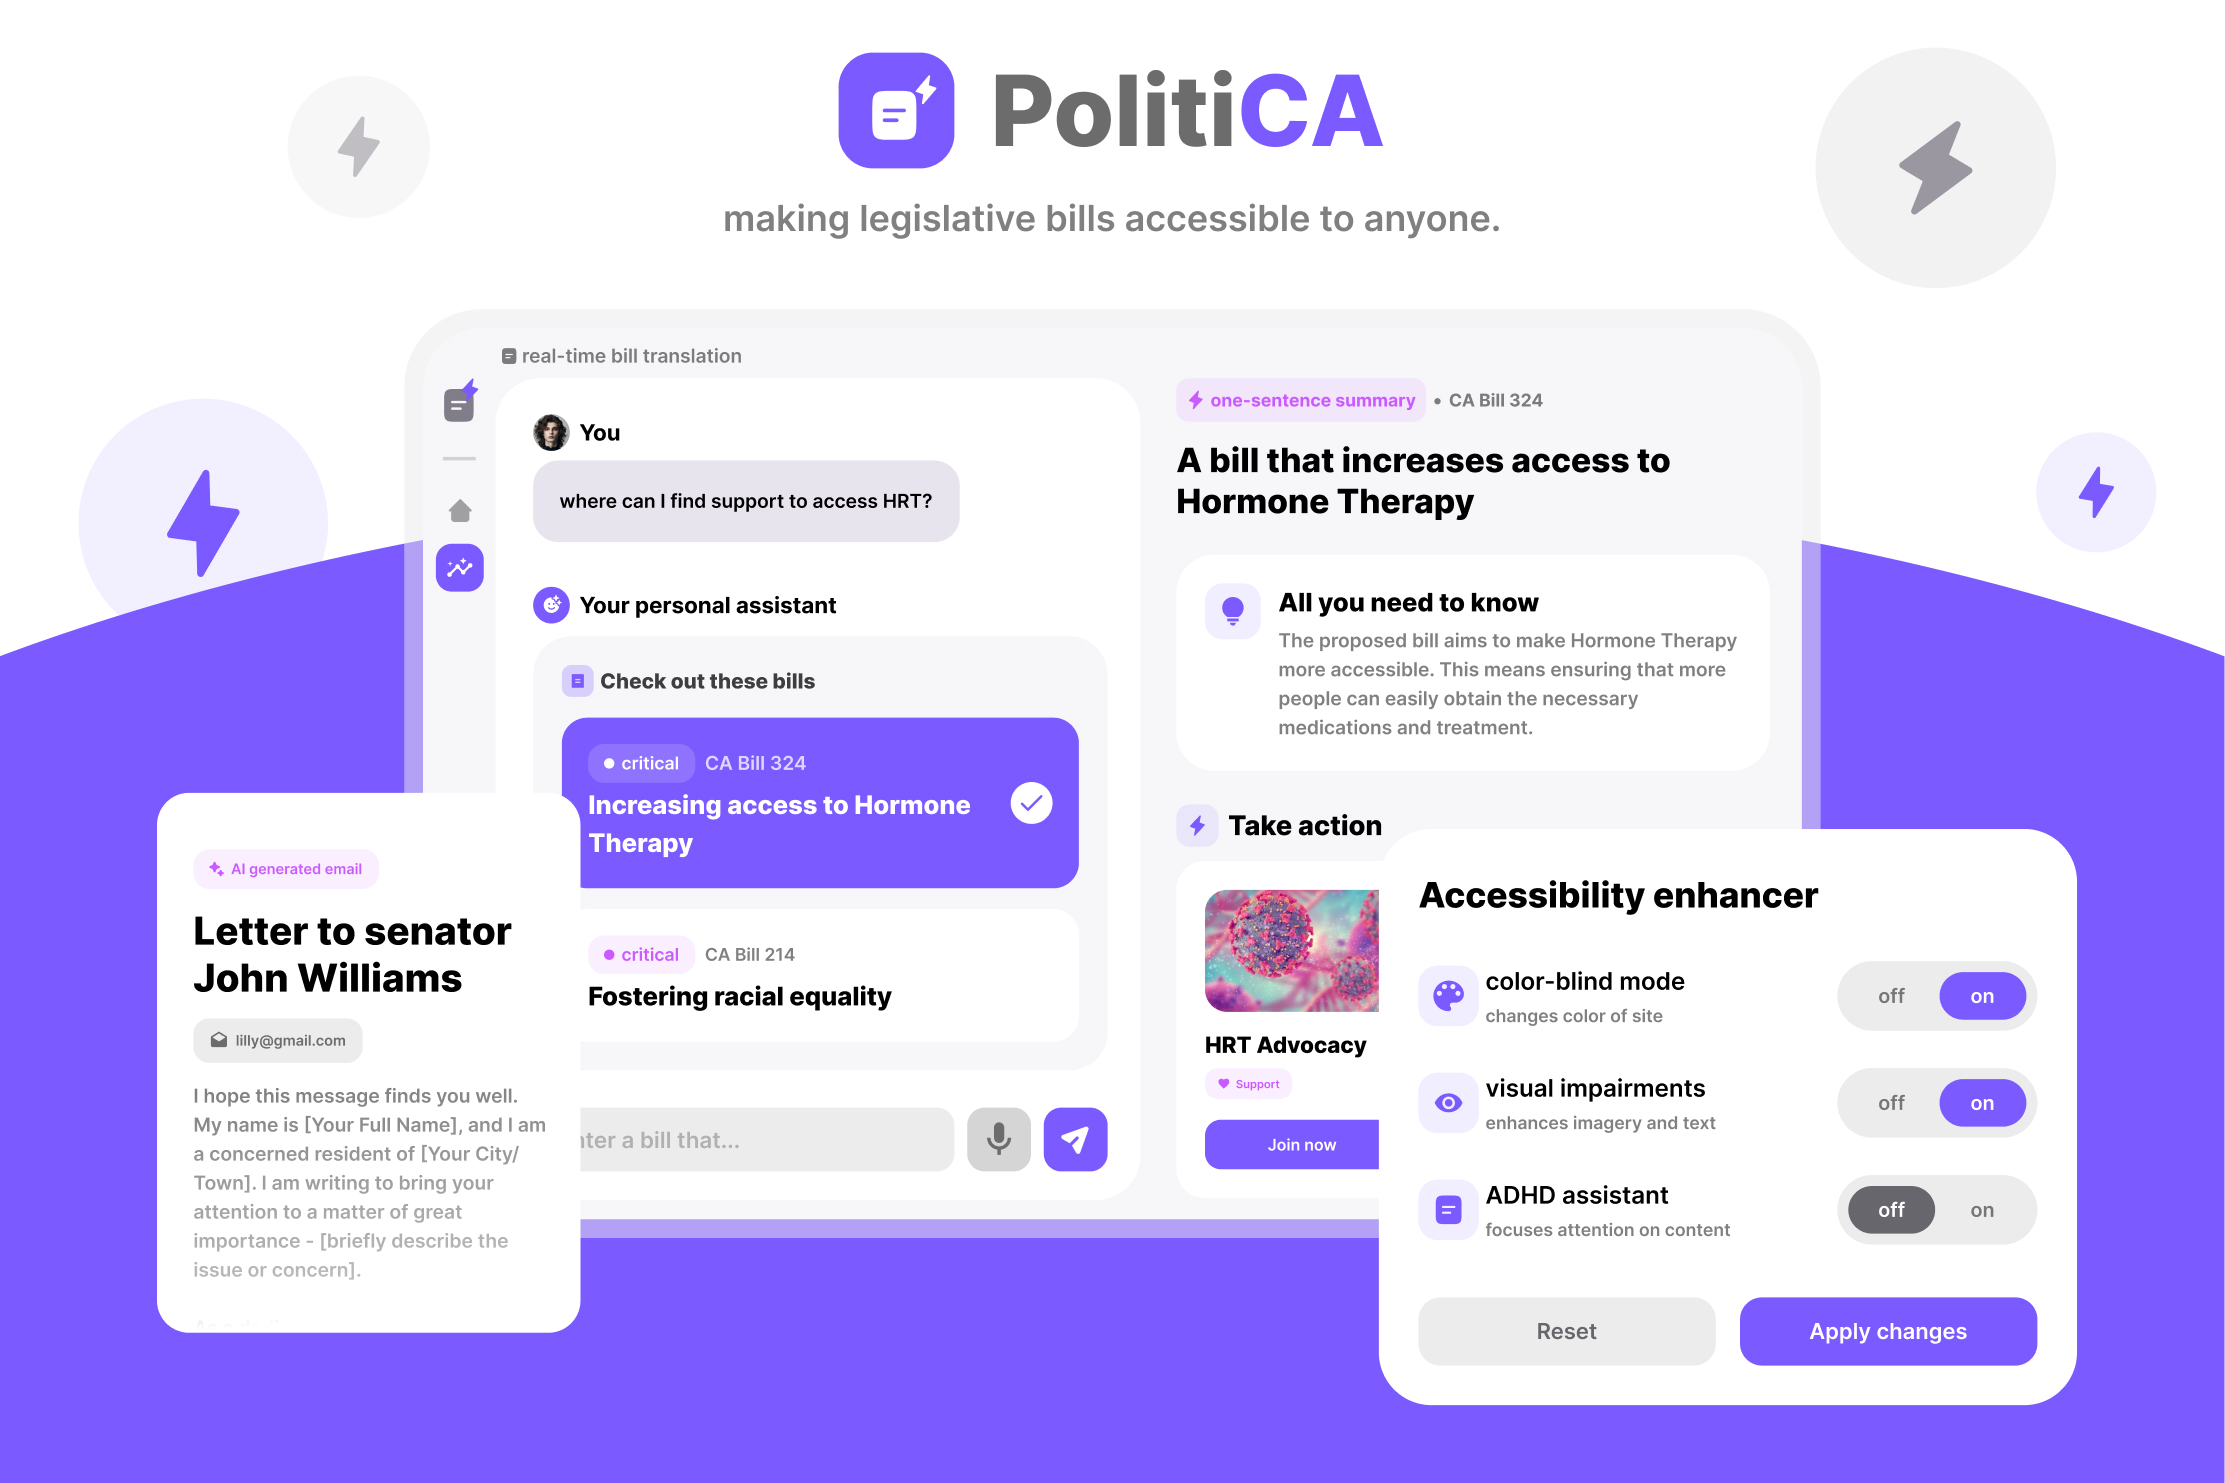 PolitiCA
making legislative bills accessible to anyone.
real-time bill translation
You
where can I find support to access HRT?
Your personal assistant
Check out these bills
critical CA Bill 324
Increasing access to Hormone
Therapy
critical CA Bill 214
Fostering racial equality
a bill that...
one-sentence summary • CA Bill 324
A bill that increases access to
Hormone Therapy
All you need to know
The proposed bill aims to make Hormone Therapy
more accessible. This means ensuring that more
people can easily obtain the necessary
medications and treatment.
Take action
HRT Advocacy
Support
Join now
AI generated email
Letter to senator
John Williams
lilly@gmail.com
I hope this message finds you well.
My name is [Your Full Name], and I am
a concerned resident of [Your City/
Town]. I am writing to bring your
attention to a matter of great
importance - [briefly describe the
issue or concern].
Accessibility enhancer
color-blind mode
changes color of site
off on
visual impairments
enhances imagery and text
off on
ADHD assistant
focuses attention on content
off on
Reset
Apply changes